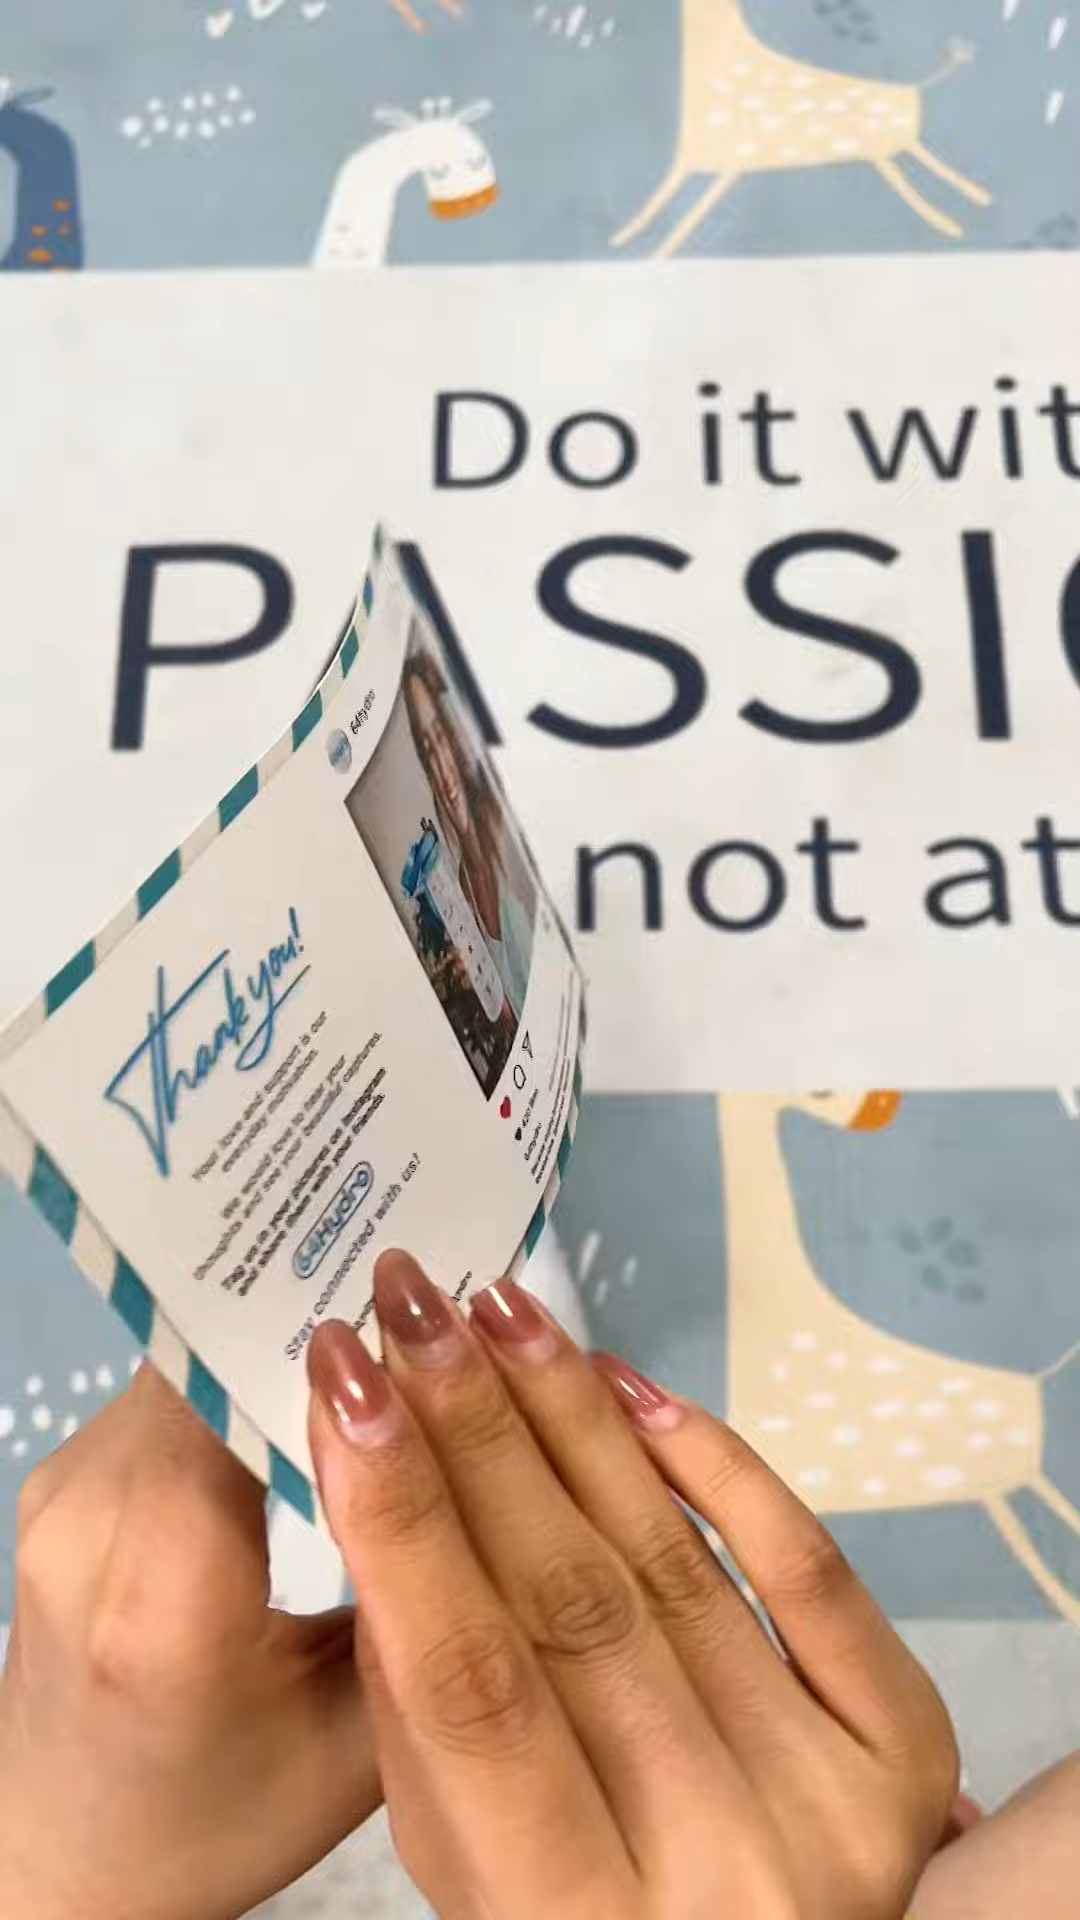 Do it wit
PASSIO
not at
64Hydro
Thank you!
Your love and support is our
everyday motivation.
We would love to hear your
thoughts and see your beautiful captures.
Tag us in your pictures on Instagram
and share them with your friends.
64Hydro
Stay connected with us!